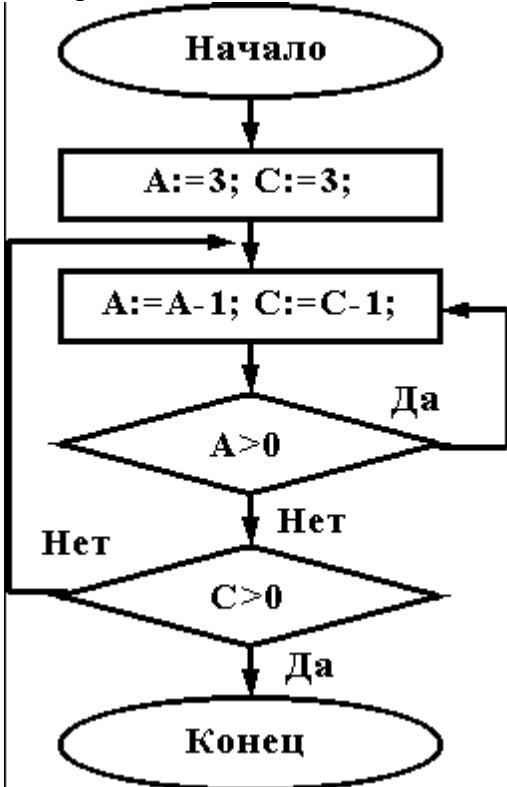 Начало
A:=3; C:=3;
A:=A-1; C:=C-1;
Да
A>0
Нет
Нет
C>0
Да
Конец